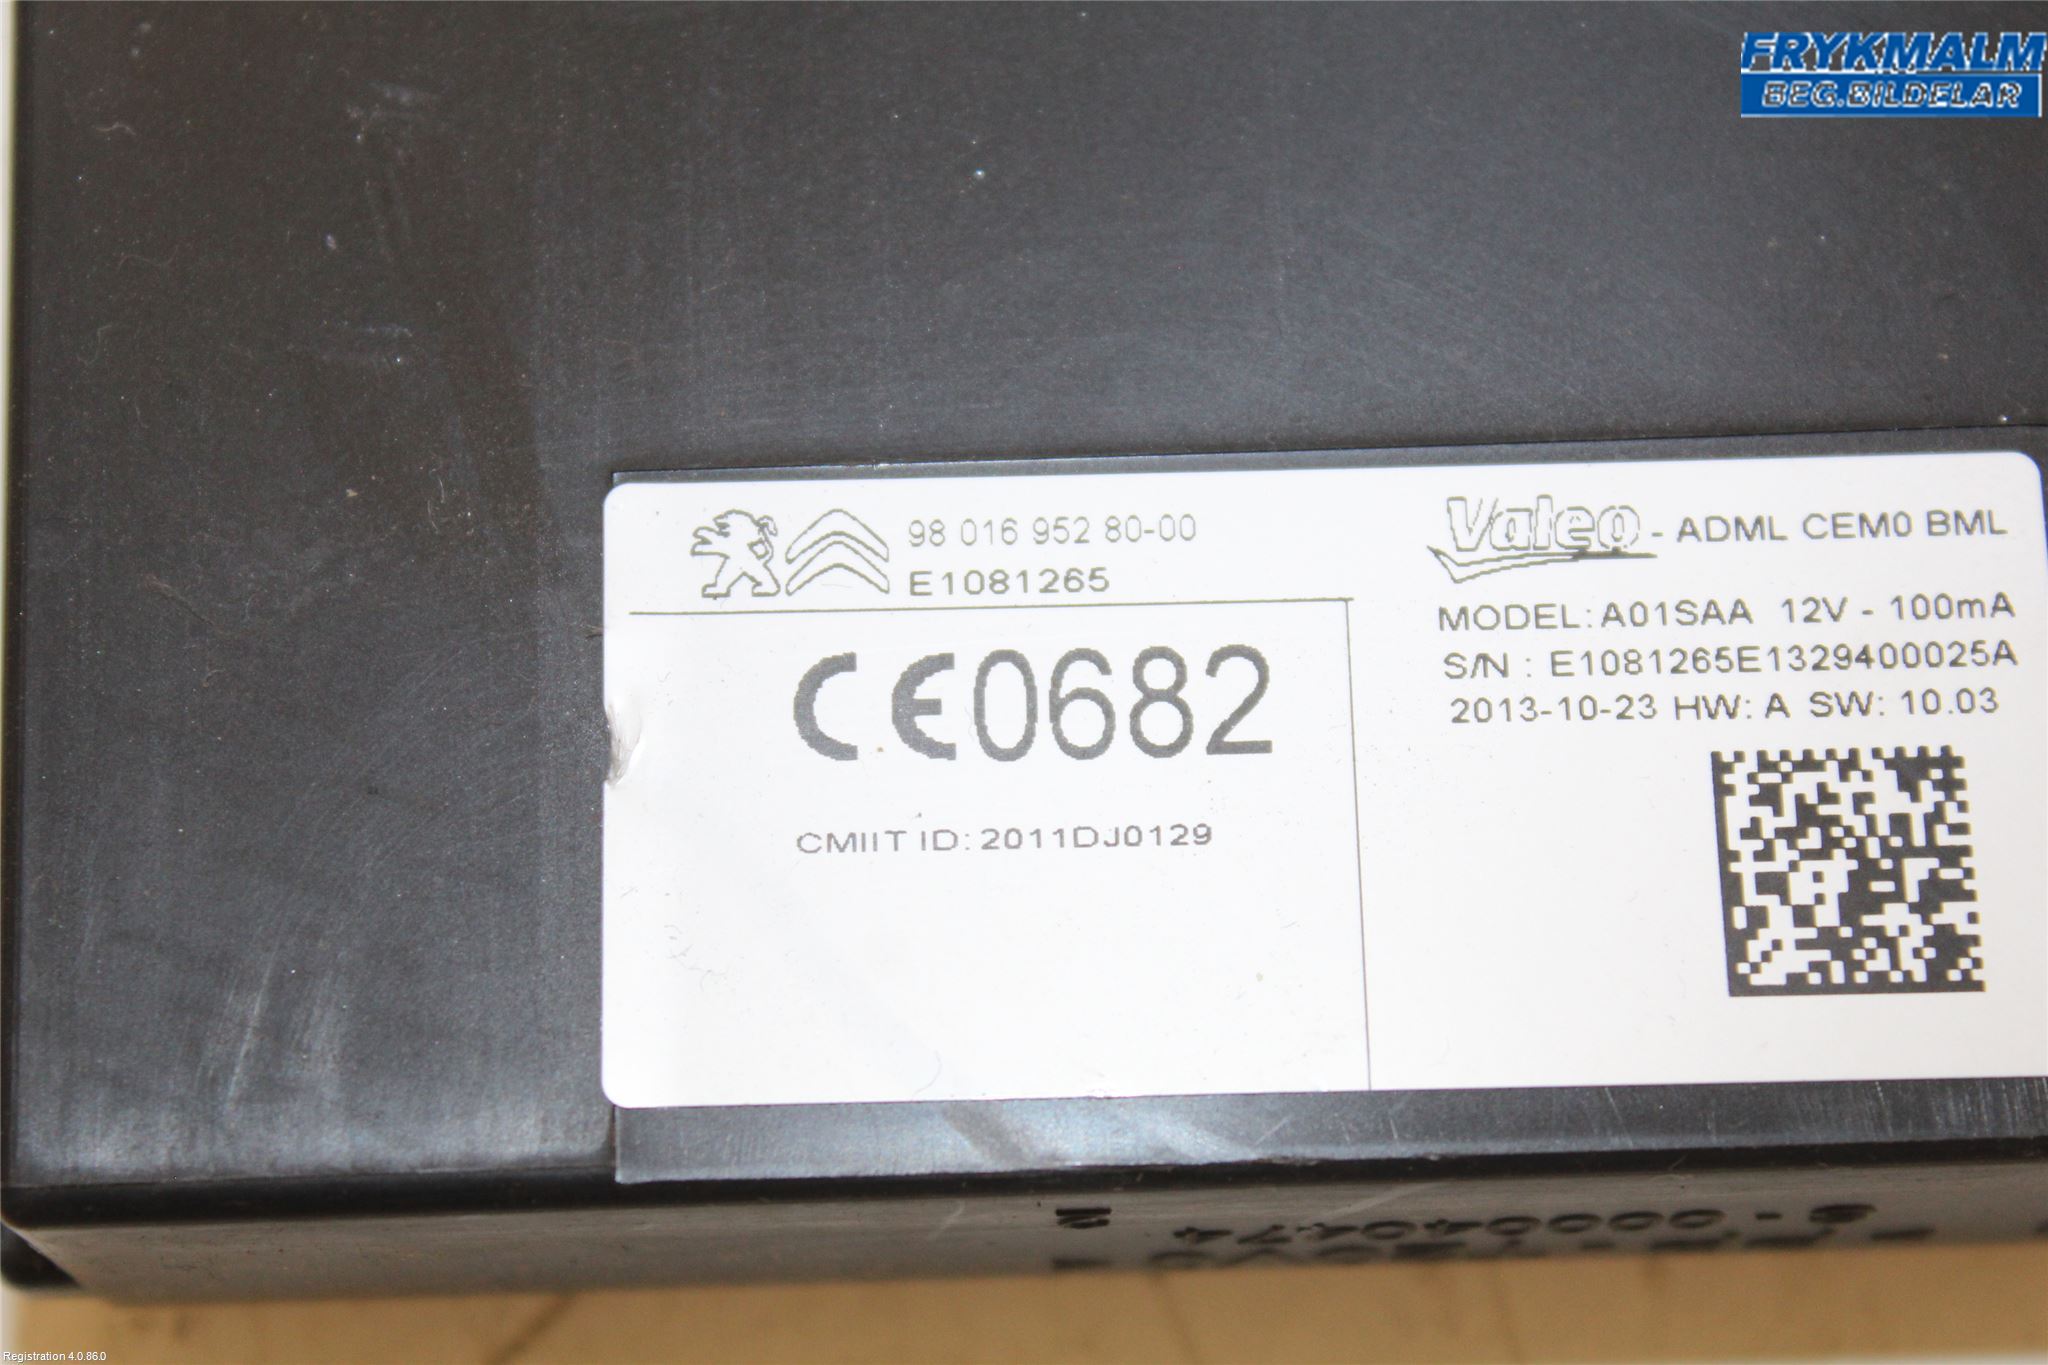 FRYKMALM
BEG.BILDELAR
98 016 952 80-00
E1081265
CE0682
CMIIT ID: 2011DJ0129
Valeo - ADML CEM0 BML
MODEL: A01SAA 12V - 100mA
S/N : E1081265E1329400025A
2013-10-23 HW: A SW: 10.03
Registration 4.0.86.0